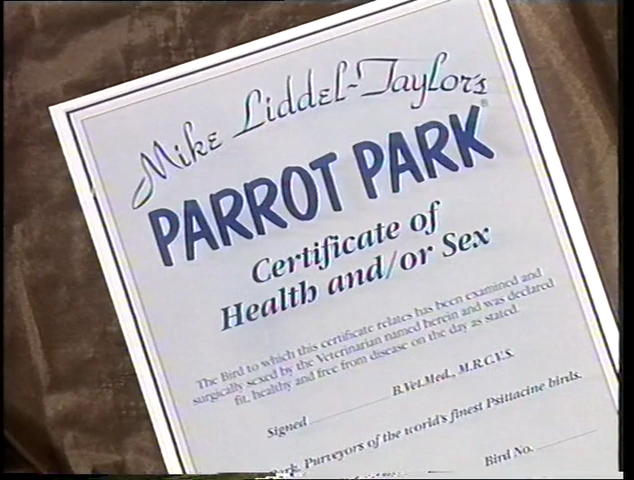 Mike Liddel-Taylors
PARROT PARK®
Certificate of
Health and/or Sex
The Bird to which this certificate relates has been examined and
surgically sexed by the Veterinarian named herein and was declared
fit, healthy and free from disease on the day as stated.
Signed B.Vet.Med., M.R.C.V.S.
Purveyors of the world's finest Psittacine birds.
Bird No.